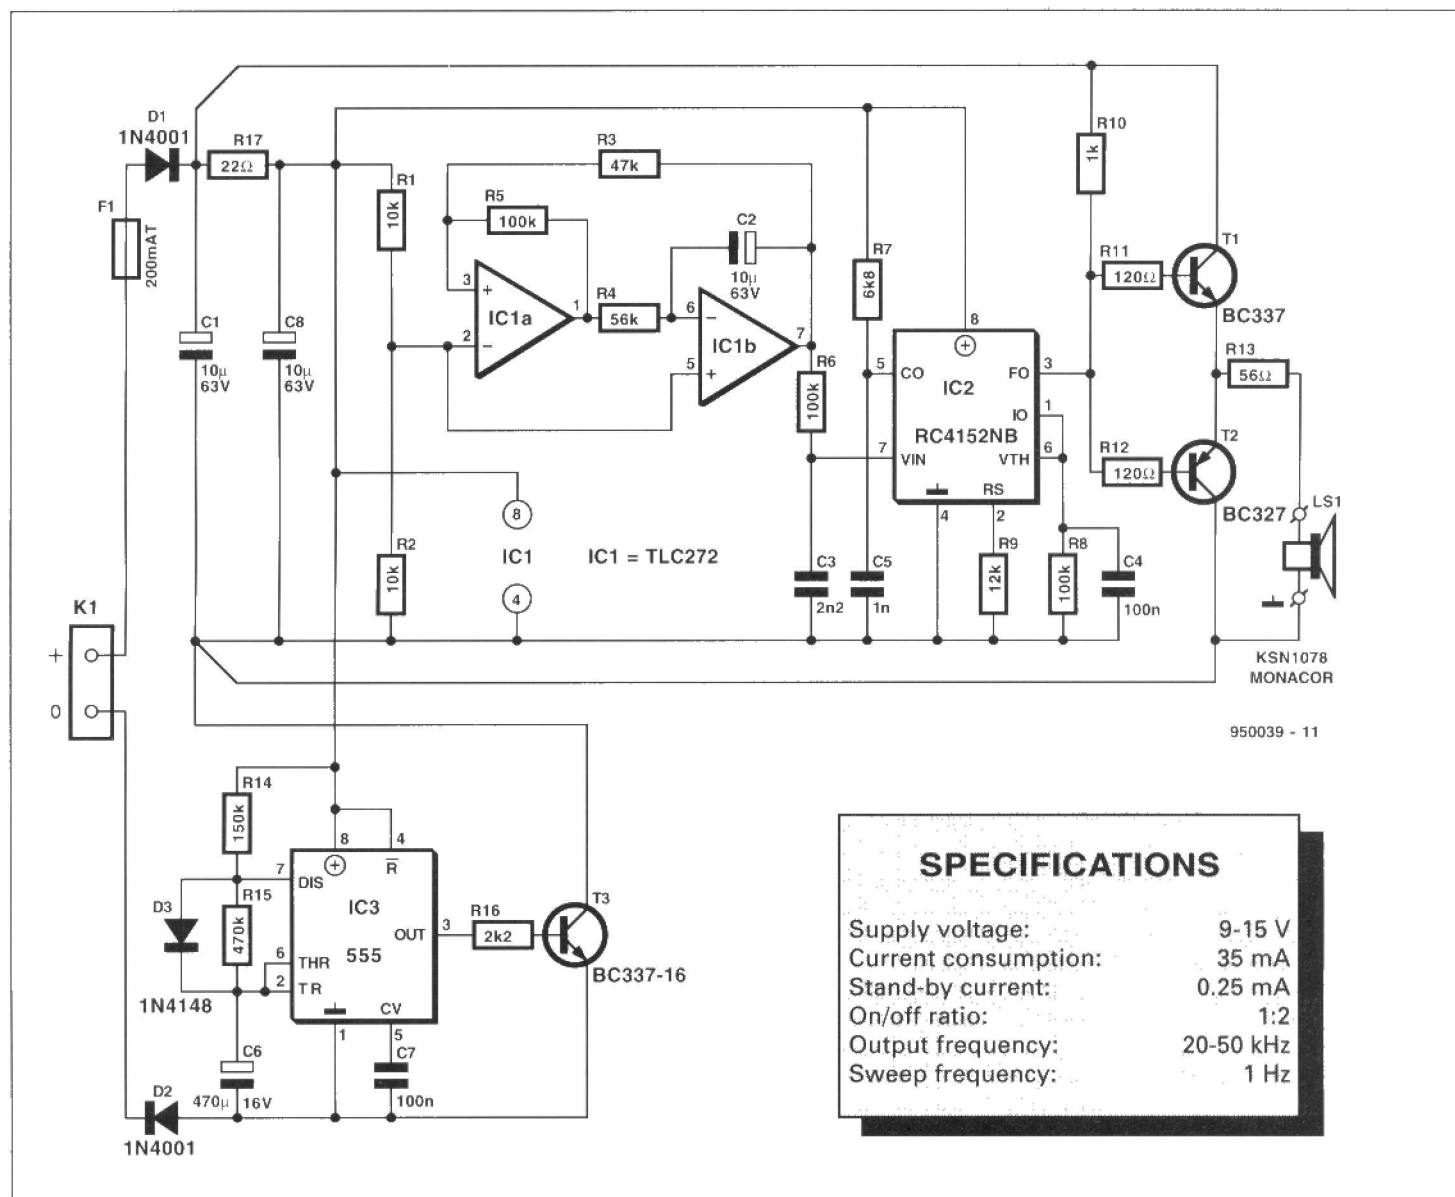 D1
1N4001
R17
22Ω
F1
200mAT
C1
10µ
63V
C8
10µ
63V
R1
10k
R2
10k
R3
47k
R5
100k
3
+
2
−
IC1a
1
R4
56k
C2
10µ
63V
6
−
5
+
IC1b
7
R6
100k
R7
6k8
8
5
CO
IC2
FO
3
IO
1
RC4152NB
7
VIN
VTH
6
RS
4
2
R10
1k
R11
120Ω
T1
BC337
R13
56Ω
R12
120Ω
T2
BC327
LS1
KSN1078
MONACOR
8
IC1
4
IC1 = TLC272
C3
2n2
C5
1n
R9
12k
R8
100k
C4
100n
K1
+
0
950039 - 11
R14
150k
8
4
+
R
7
DIS
D3
R15
470k
IC3
555
OUT
3
R16
2k2
T3
BC337-16
6
THR
2
TR
1N4148
CV
1
5
C6
470µ
16V
C7
100n
D2
1N4001
SPECIFICATIONS
Supply voltage: 9-15 V
Current consumption: 35 mA
Stand-by current: 0.25 mA
On/off ratio: 1:2
Output frequency: 20-50 kHz
Sweep frequency: 1 Hz